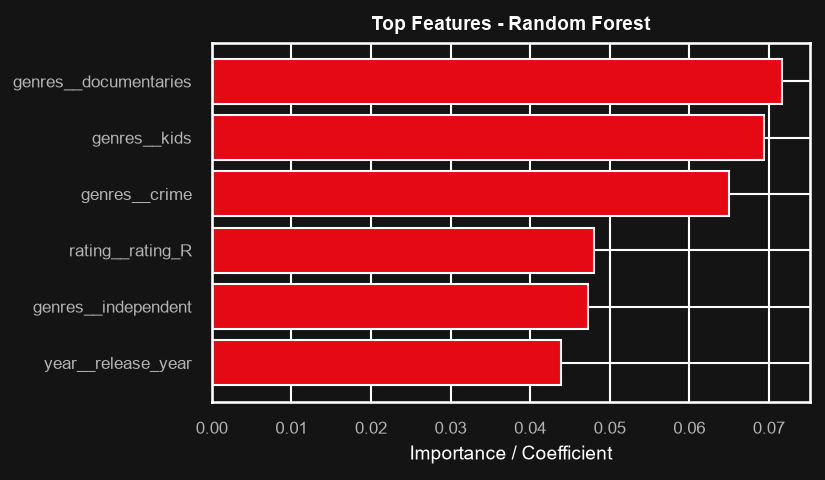 Top Features - Random Forest
genres__documentaries
genres__kids
genres__crime
rating__rating_R
genres__independent
year__release_year
0.00 0.01 0.02 0.03 0.04 0.05 0.06 0.07
Importance / Coefficient